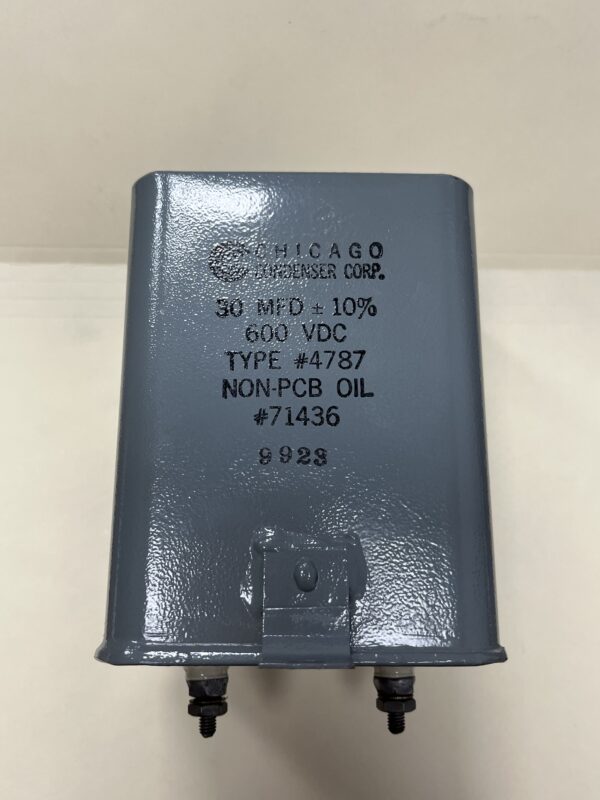 CHICAGO
CONDENSER CORP.
30 MFD ± 10%
600 VDC
TYPE #4787
NON-PCB OIL
#71436
9923